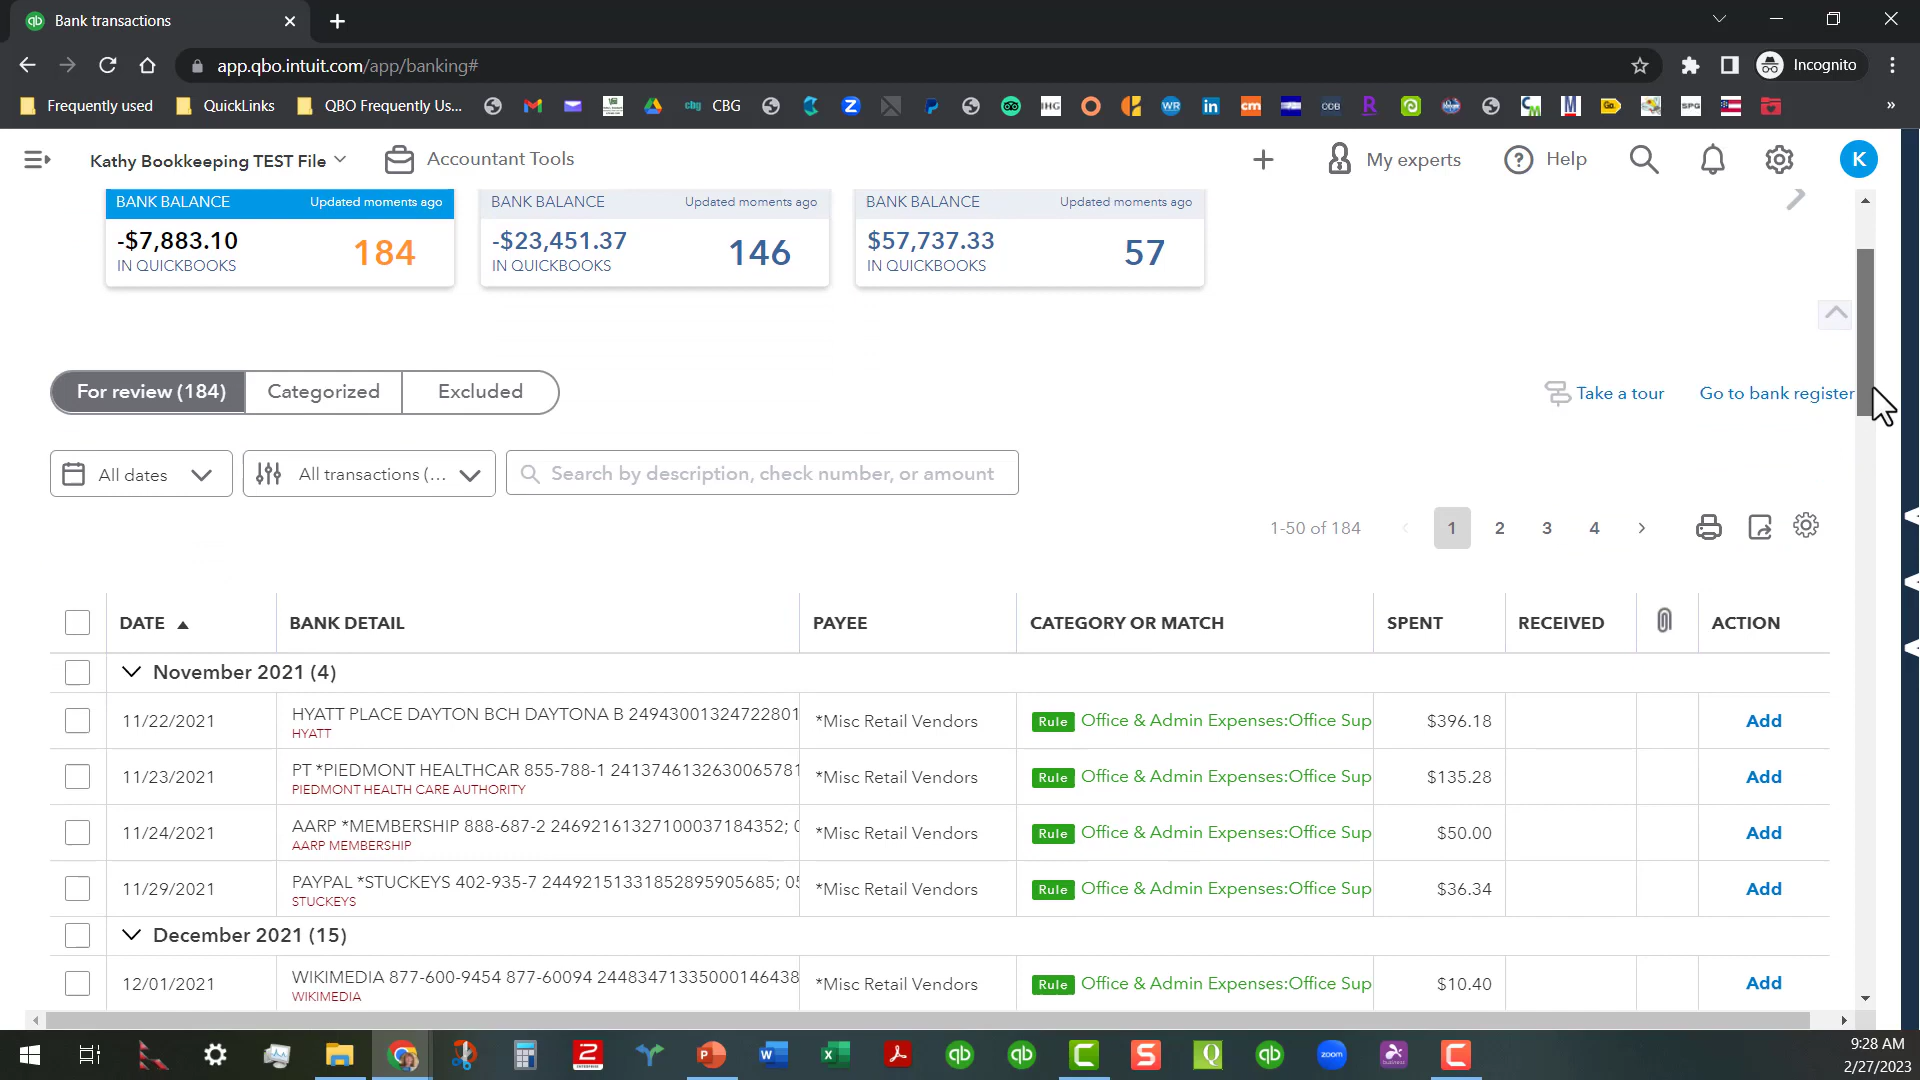 Bank transactions
app.qbo.intuit.com/app/banking#
Incognito
Frequently used
QuickLinks
QBO Frequently Us...
cbg CBG
IHG
WR
in
cm
CDB
R
Go
SPG
»
Kathy Bookkeeping TEST File
Accountant Tools
My experts
Help
K
BANK BALANCE Updated moments ago
-$7,883.10
IN QUICKBOOKS
184
BANK BALANCE Updated moments ago
-$23,451.37
IN QUICKBOOKS
146
BANK BALANCE Updated moments ago
$57,737.33
IN QUICKBOOKS
57
For review (184) Categorized Excluded
Take a tour Go to bank register
All dates All transactions (... Search by description, check number, or amount
1-50 of 184 < 1 2 3 4 >
DATE BANK DETAIL PAYEE CATEGORY OR MATCH SPENT RECEIVED ACTION
November 2021 (4)
11/22/2021 HYATT PLACE DAYTON BCH DAYTONA B 24943001324722801 *Misc Retail Vendors Rule Office & Admin Expenses:Office Sup $396.18 Add
HYATT
11/23/2021 PT *PIEDMONT HEALTHCAR 855-788-1 2413746132630065781 *Misc Retail Vendors Rule Office & Admin Expenses:Office Sup $135.28 Add
PIEDMONT HEALTH CARE AUTHORITY
11/24/2021 AARP *MEMBERSHIP 888-687-2 24692161327100037184352; 0 *Misc Retail Vendors Rule Office & Admin Expenses:Office Sup $50.00 Add
AARP MEMBERSHIP
11/29/2021 PAYPAL *STUCKEYS 402-935-7 24492151331852895905685; 05 *Misc Retail Vendors Rule Office & Admin Expenses:Office Sup $36.34 Add
STUCKEYS
December 2021 (15)
12/01/2021 WIKIMEDIA 877-600-9454 877-60094 24483471335000146438 *Misc Retail Vendors Rule Office & Admin Expenses:Office Sup $10.40 Add
WIKIMEDIA
9:28 AM
2/27/2023